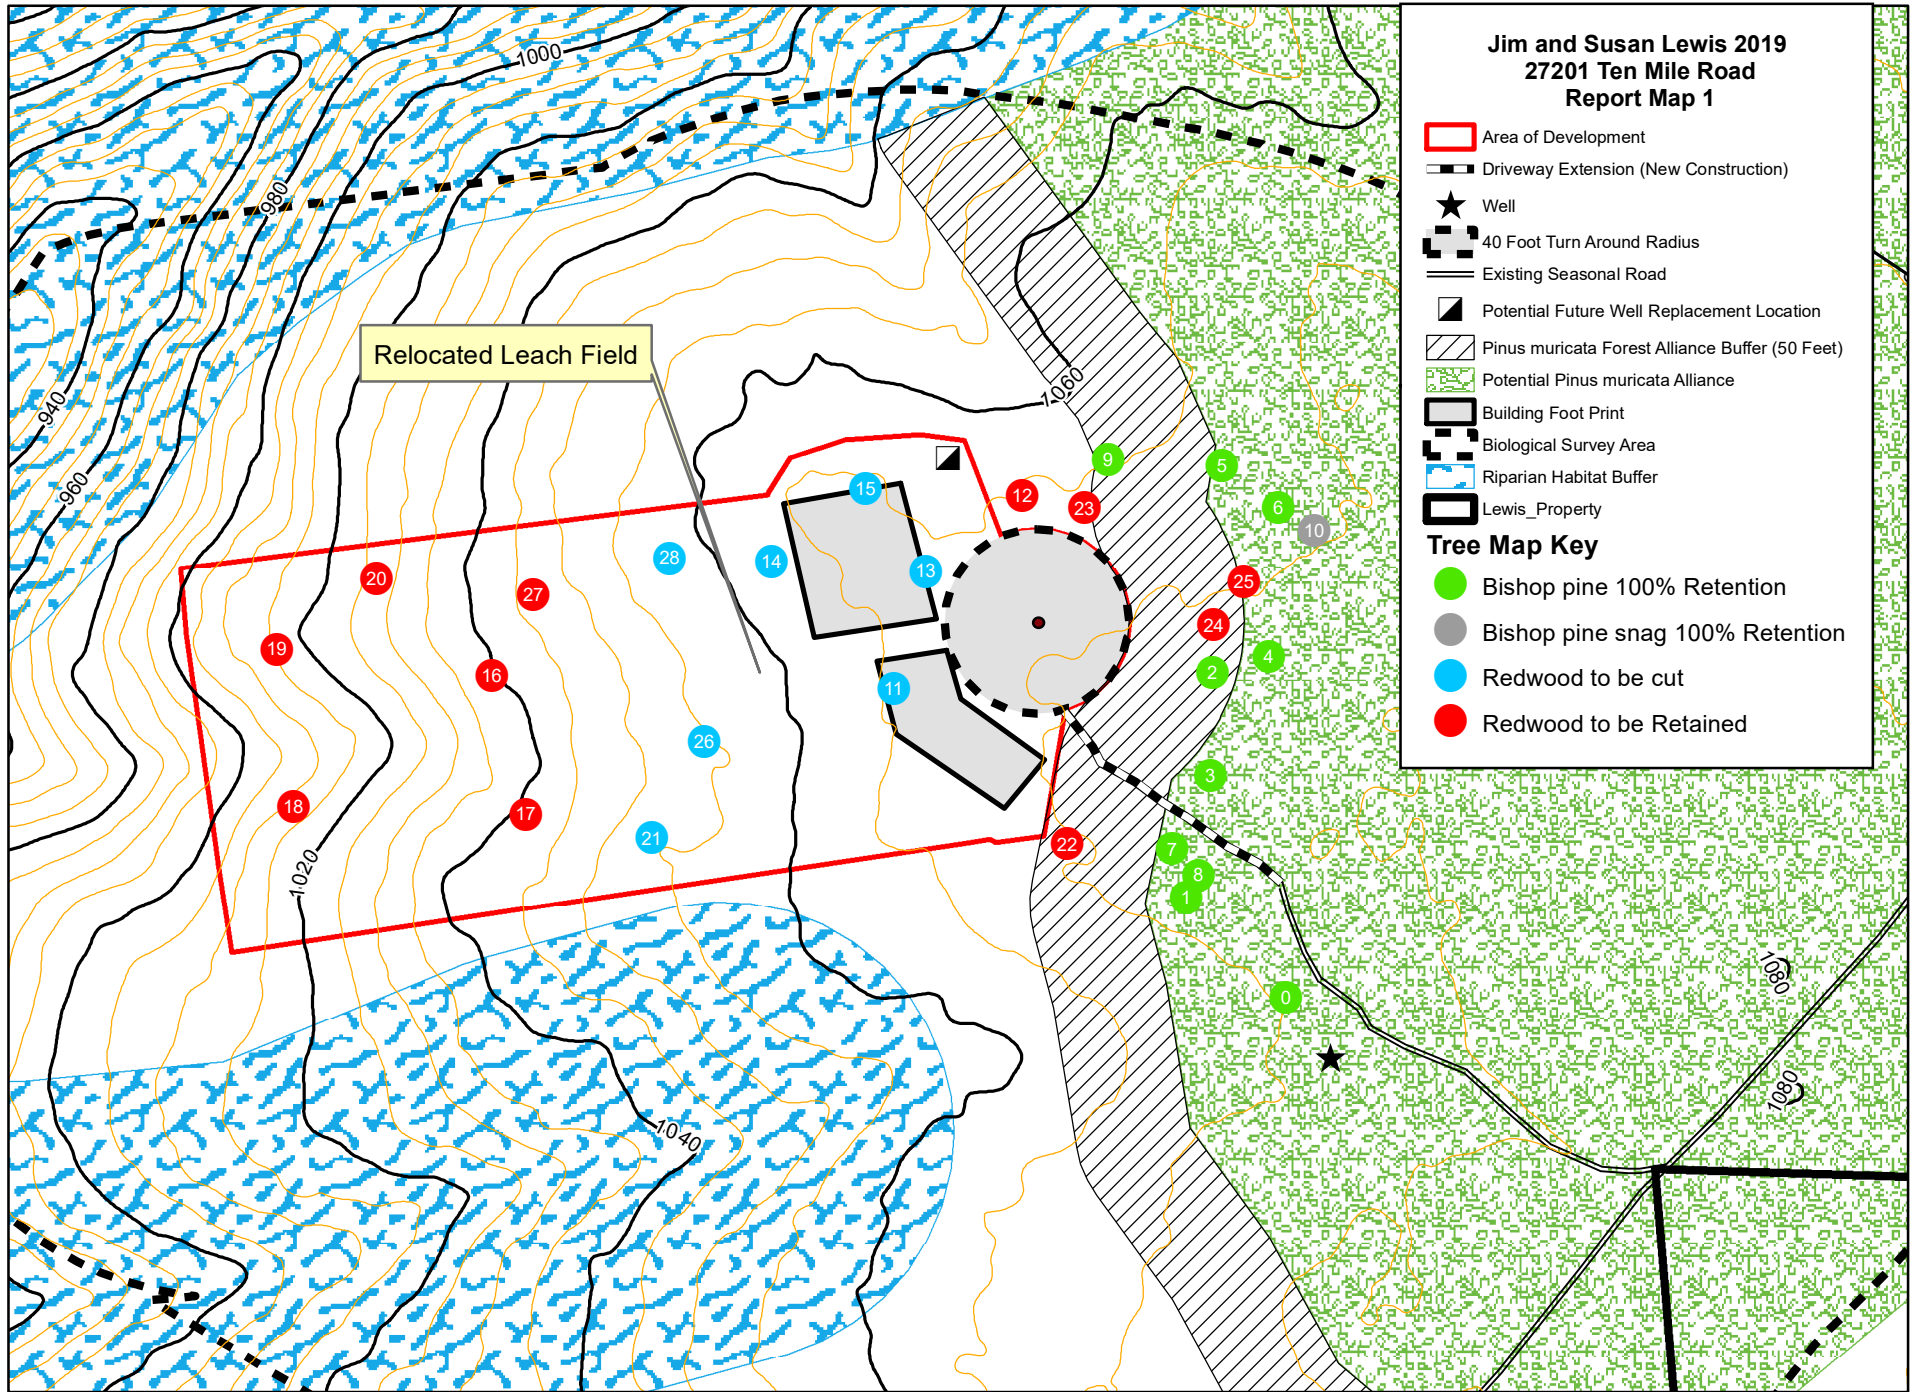 Jim and Susan Lewis 2019
27201 Ten Mile Road
Report Map 1
Area of Development
Driveway Extension (New Construction)
Well
40 Foot Turn Around Radius
Existing Seasonal Road
Potential Future Well Replacement Location
Pinus muricata Forest Alliance Buffer (50 Feet)
Potential Pinus muricata Alliance
Building Foot Print
Biological Survey Area
Riparian Habitat Buffer
Lewis_Property
Tree Map Key
Bishop pine 100% Retention
Bishop pine snag 100% Retention
Redwood to be cut
Redwood to be Retained
1000
980
Relocated Leach Field
940
1060
960
9
5
15
12
23
6
10
28
14
13
20
27
25
24
19
16
2
4
11
26
3
18
17
21
22
7
8
1
1020
1080
0
1080
1040